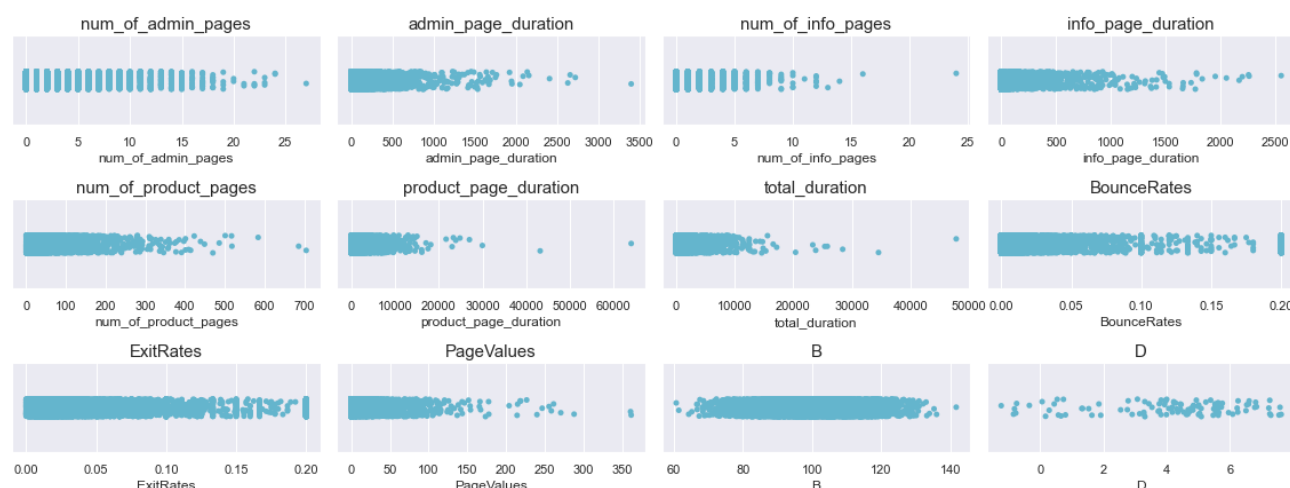 num_of_admin_pages admin_page_duration num_of_info_pages info_page_duration
0 5 10 15 20 25 0 500 1000 1500 2000 2500 3000 3500 0 5 10 15 20 24 0 500 1000 1500 2000 2500
num_of_admin_pages admin_page_duration num_of_info_pages info_page_duration
num_of_product_pages product_page_duration total_duration BounceRates
0 100 200 300 400 500 600 700 0 10000 20000 30000 40000 50000 60000 0 10000 20000 30000 40000 50000 0.00 0.05 0.10 0.15 0.20
num_of_product_pages product_page_duration total_duration BounceRates
ExitRates PageValues B D
0.00 0.05 0.10 0.15 0.20 0 50 100 150 200 250 300 350 60 80 100 120 140 0 2 4 6
ExitRates PageValues B D